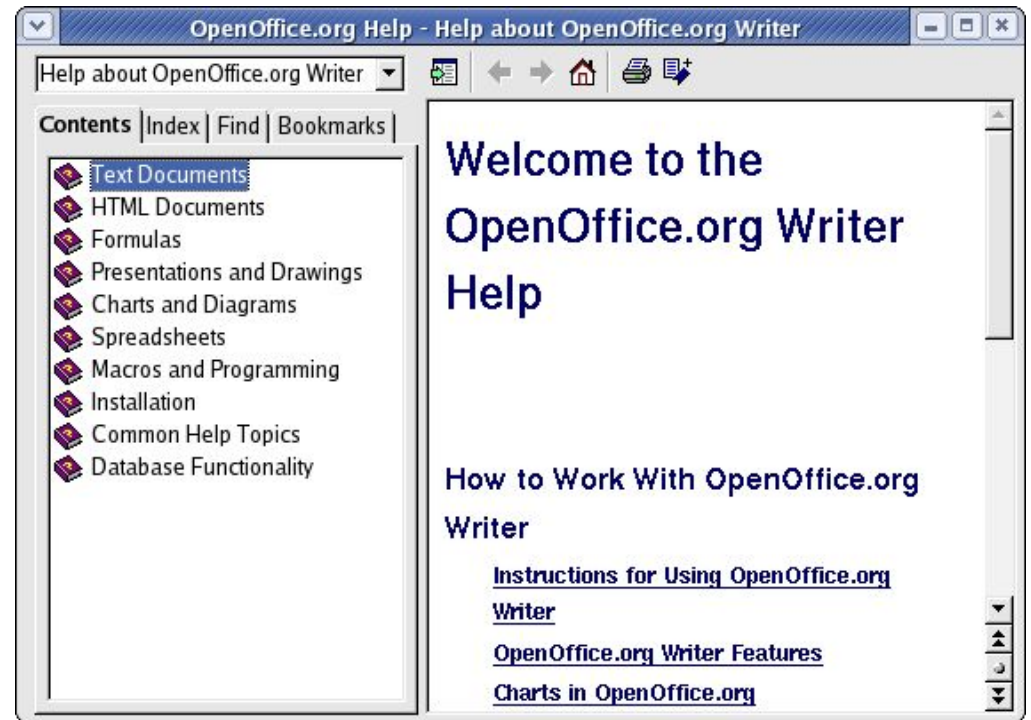 OpenOffice.org Help - Help about OpenOffice.org Writer
Help about OpenOffice.org Writer
Contents Index Find Bookmarks
Text Documents
HTML Documents
Formulas
Presentations and Drawings
Charts and Diagrams
Spreadsheets
Macros and Programming
Installation
Common Help Topics
Database Functionality
Welcome to the
OpenOffice.org Writer
Help
How to Work With OpenOffice.org
Writer
Instructions for Using OpenOffice.org
Writer
OpenOffice.org Writer Features
Charts in OpenOffice.org